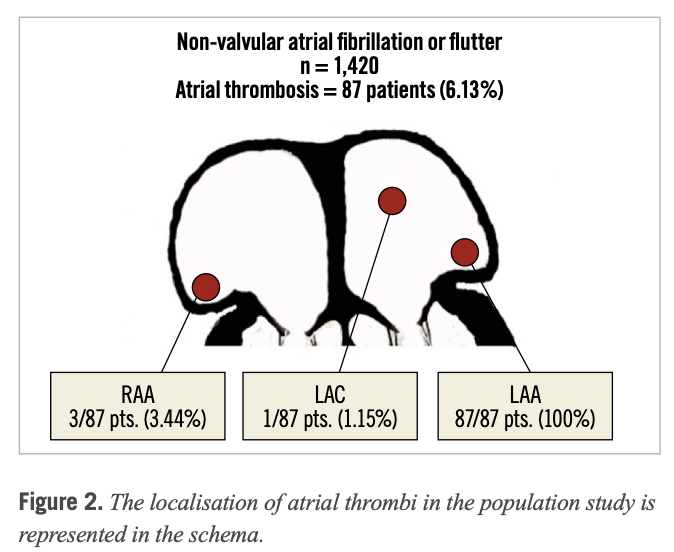 Non-valvular atrial fibrillation or flutter
n = 1,420
Atrial thrombosis = 87 patients (6.13%)
RAA
3/87 pts. (3.44%)
LAC
1/87 pts. (1.15%)
LAA
87/87 pts. (100%)
Figure 2. The localisation of atrial thrombi in the population study is
represented in the schema.